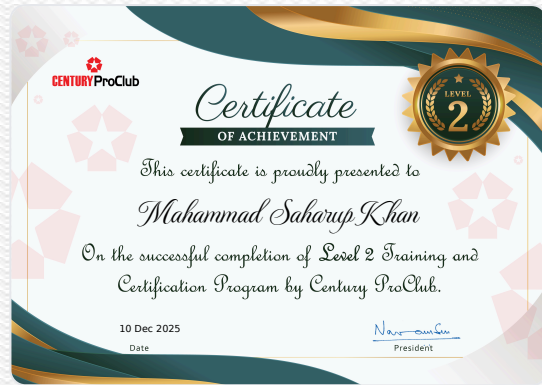 CENTURY ProClub
LEVEL
2
Certificate
OF ACHIEVEMENT
This certificate is proudly presented to
Mahammad Saharup Khan
On the successful completion of Level 2 Training and
Certification Program by Century ProClub.
10 Dec 2025
Date
President